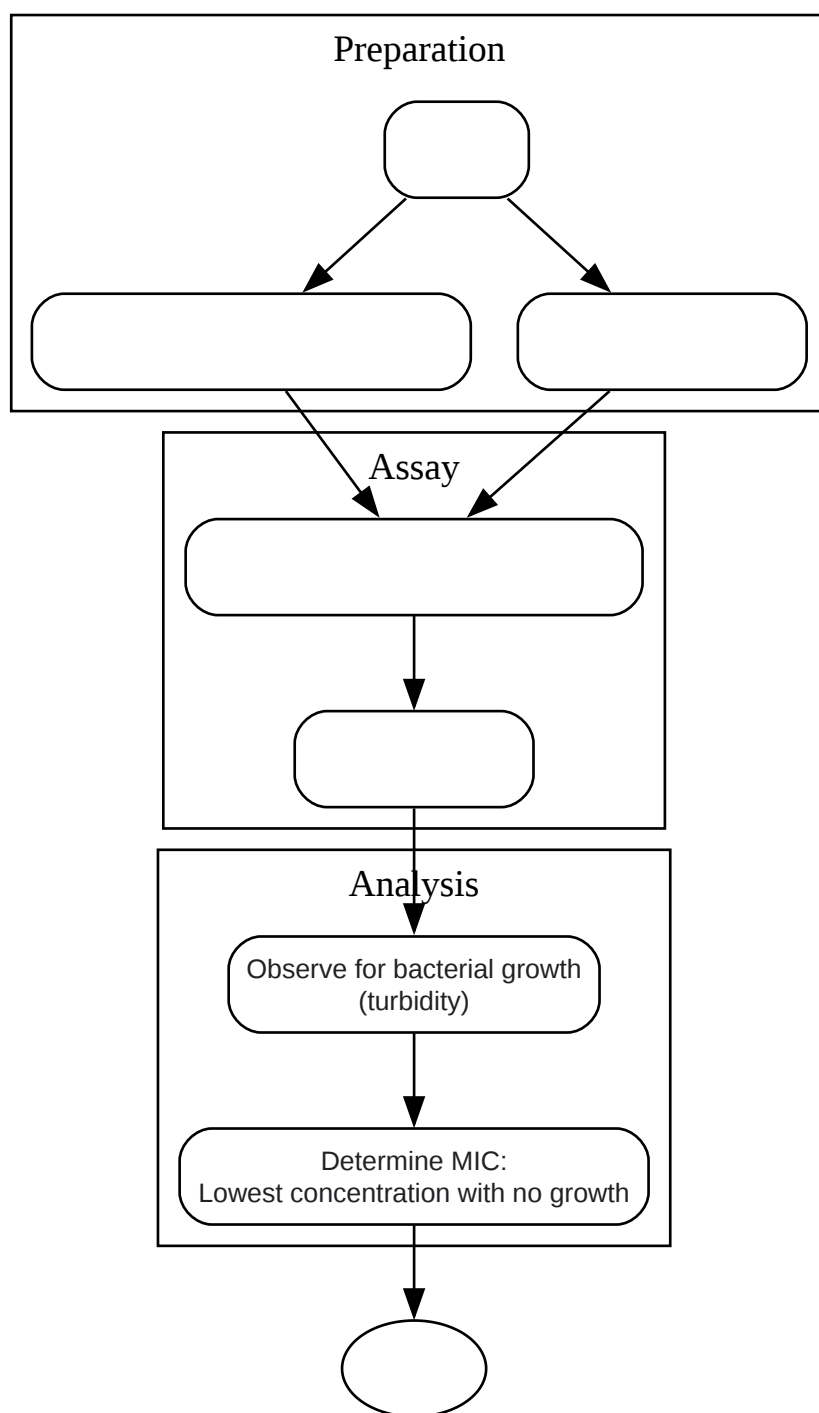 Preparation
Assay
Analysis
Observe for bacterial growth
(turbidity)
Determine MIC:
Lowest concentration with no growth